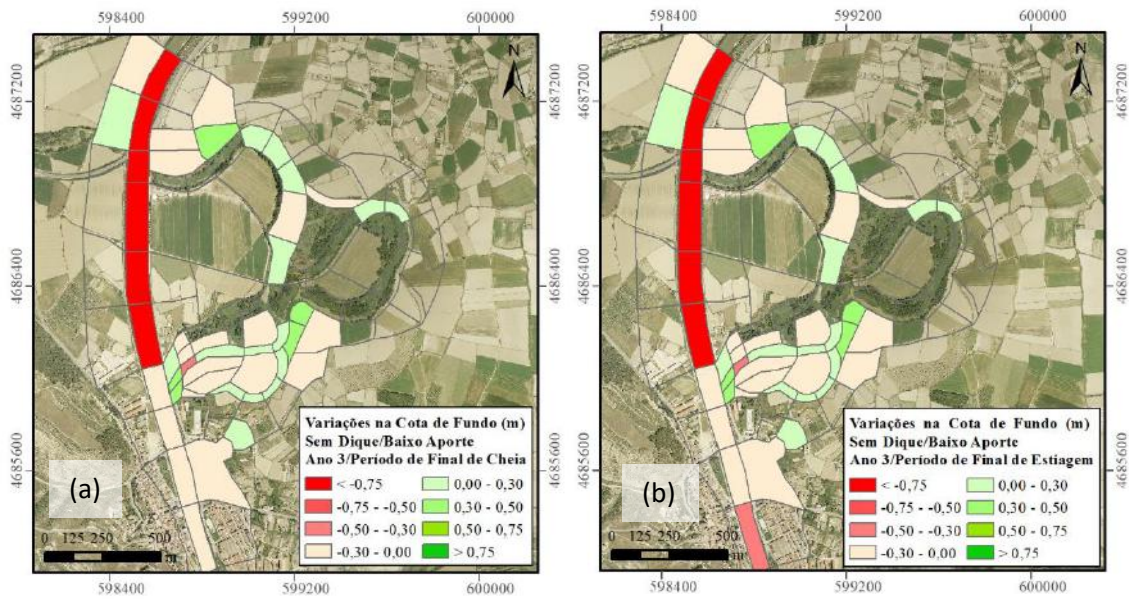 598400 599200 600000
598400 599200 600000
N
N
4687200
4687200
4687200
4686400
4686400
4686400
4685600
4685600
4685600
(a)
Variações na Cota de Fundo (m)
Sem Dique/Baixo Aporte
Ano 3/Período de Final de Cheia
< -0,75
0,00 - 0,30
-0,75 - -0,50
0,30 - 0,50
-0,50 - -0,30
0,50 - 0,75
-0,30 - 0,00
> 0,75
0 125 250 500
m
(b)
Variações na Cota de Fundo (m)
Sem Dique/Baixo Aporte
Ano 3/Período de Final de Estiagem
< -0,75
0,00 - 0,30
-0,75 - -0,50
0,30 - 0,50
-0,50 - -0,30
0,50 - 0,75
-0,30 - 0,00
> 0,75
0 125 250 500
m
598400 599200 600000
598400 599200 600000